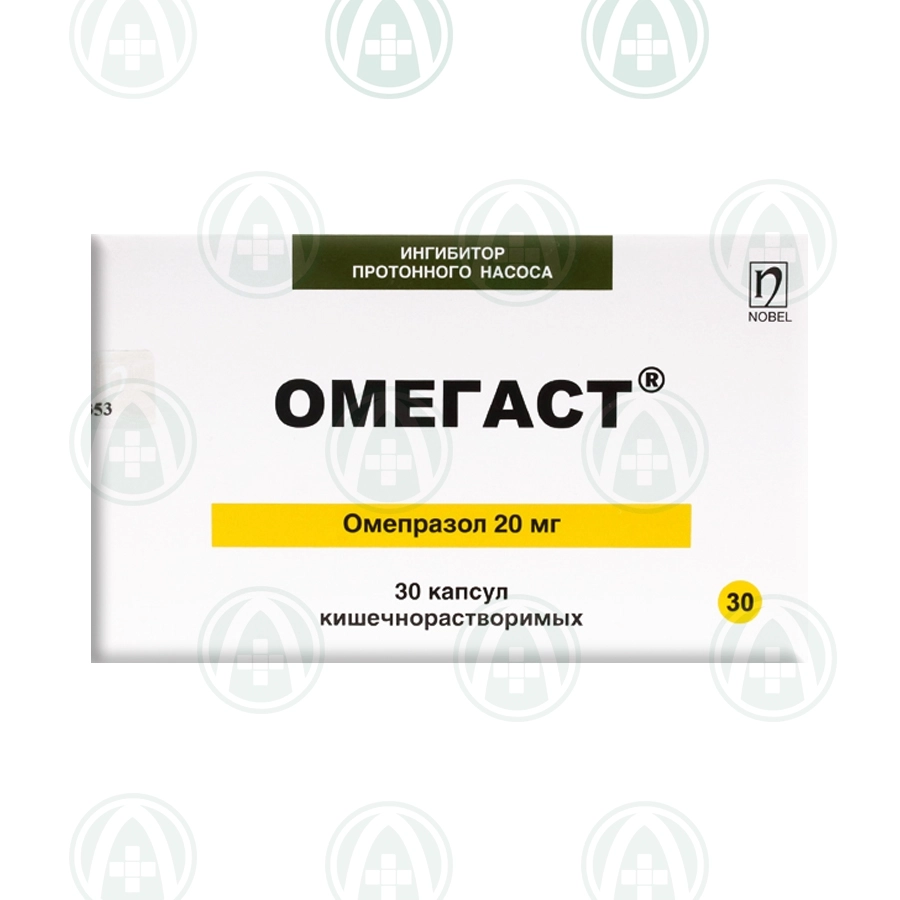 ИНГИБИТОР
ПРОТОННОГО НАСОСА
NOBEL
ОМЕГАСТ®
Омепразол 20 мг
30 капсул
кишечнорастворимых
30